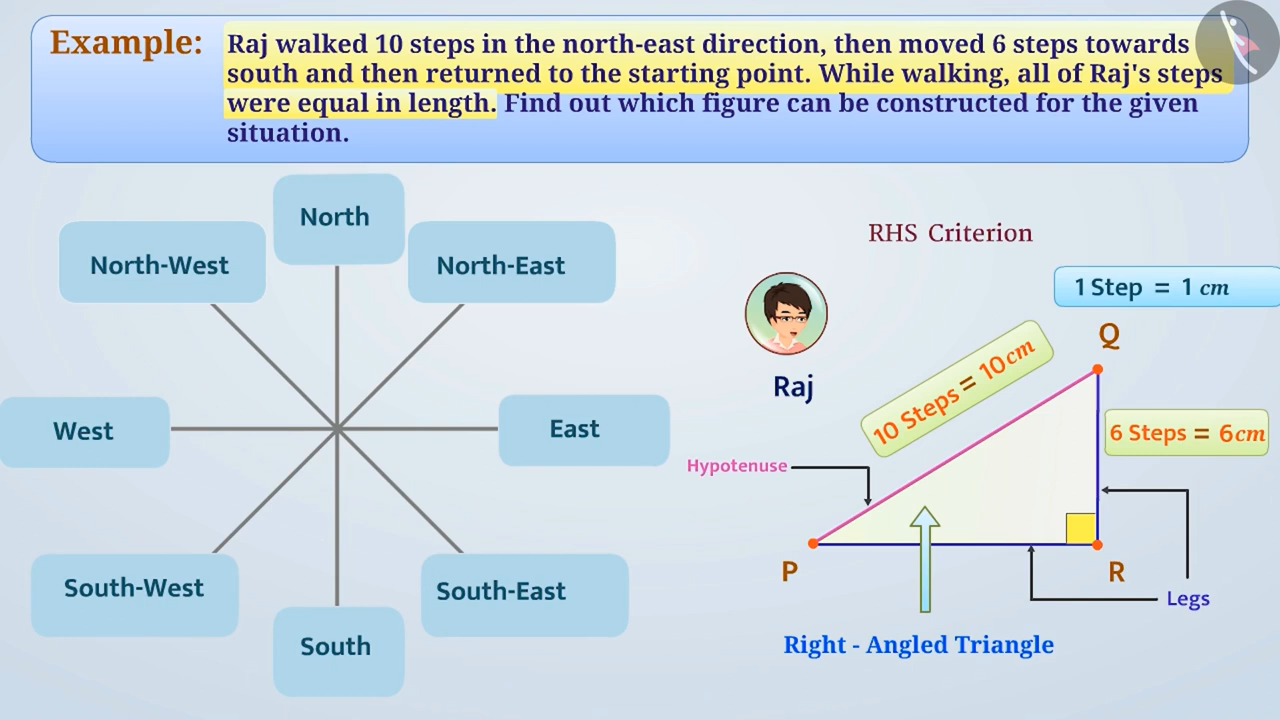 Example:
Raj walked 10 steps in the north-east direction, then moved 6 steps towards
south and then returned to the starting point. While walking, all of Raj's steps
were equal in length. Find out which figure can be constructed for the given
situation.
North
North-West
North-East
West
East
South-West
South-East
South
RHS Criterion
1 Step = 1 cm
Raj
Q
10 Steps = 10cm
6 Steps = 6cm
Hypotenuse
P
R
Legs
Right - Angled Triangle